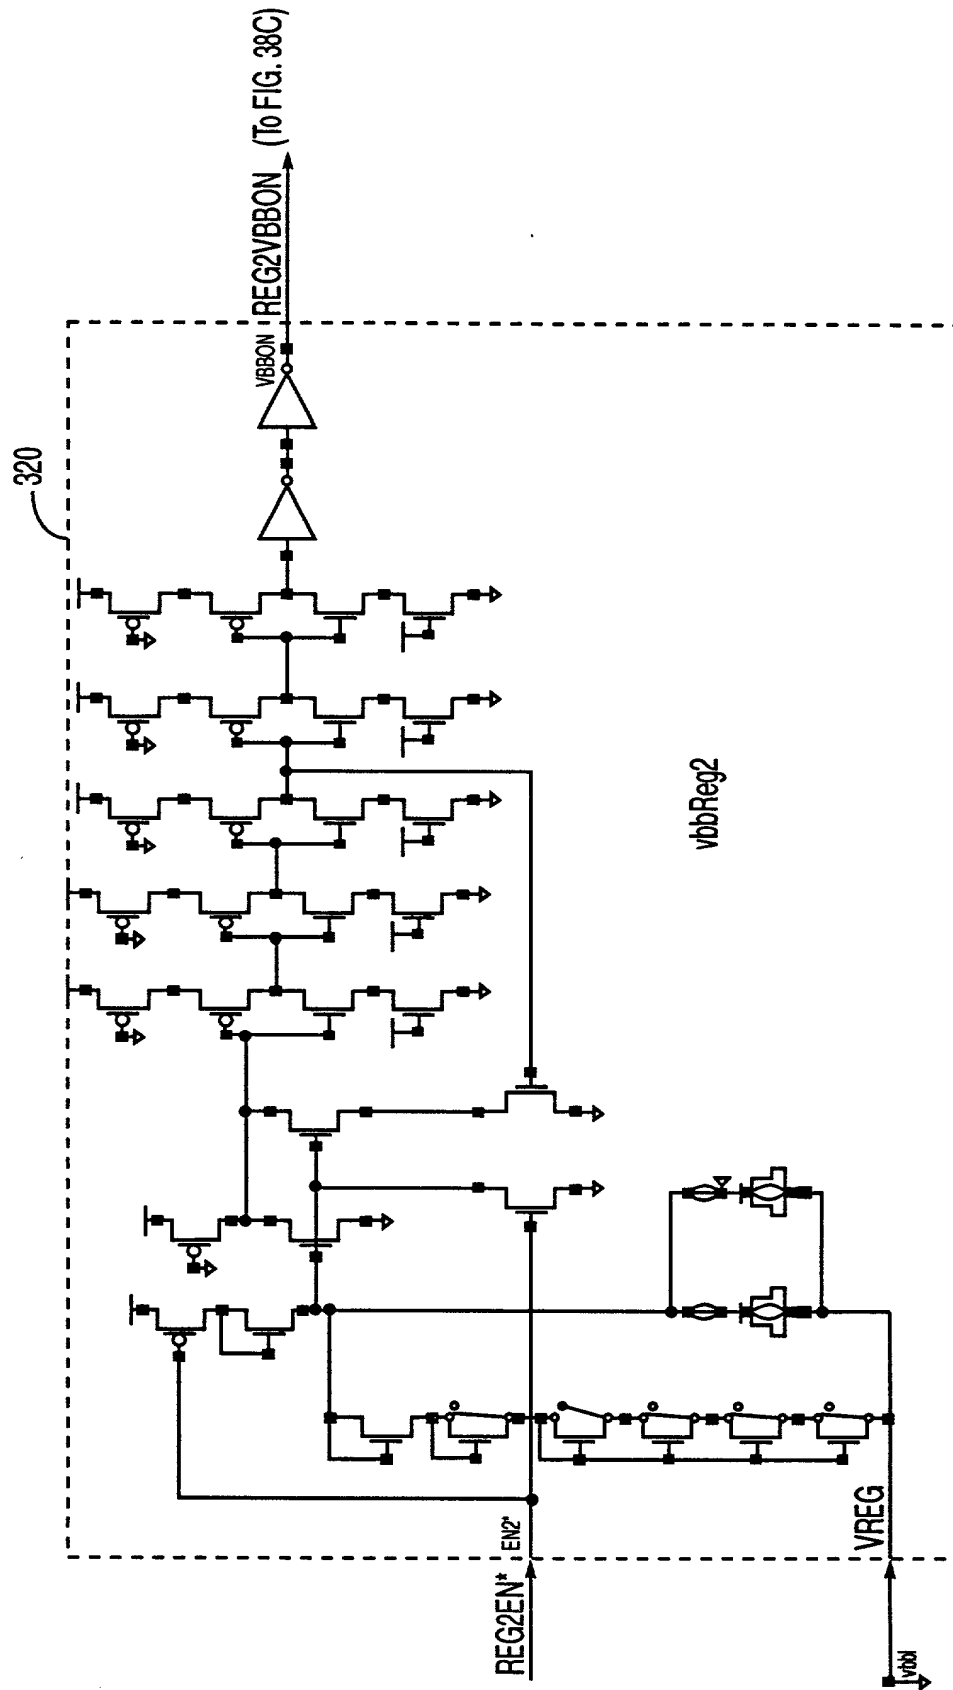 320
VBBON
REG2VBBON (To FIG. 38C)
vbbReg2
REG2EN*
EN2*
VREG
vbbl